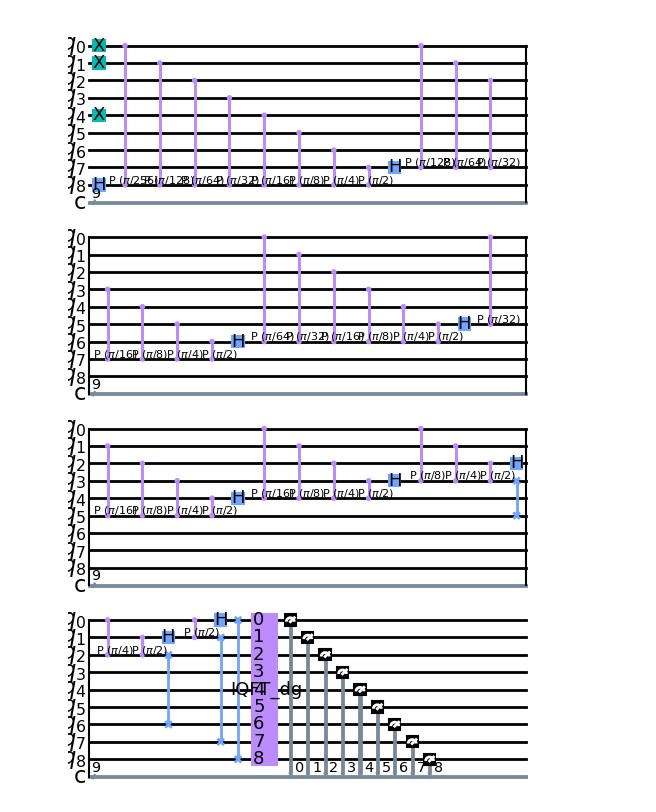 0 X
1 X
2
3
4 X
5
6
7 H P (π/128) P (π/64) P (π/32)
8 H P (π/256) P (π/128) P (π/64) P (π/32) P (π/16) P (π/8) P (π/4) P (π/2)
c 9
0
1
2
3
4
5 H P (π/32)
6 H P (π/64) P (π/32) P (π/16) P (π/8) P (π/4) P (π/2)
7 P (π/16) P (π/8) P (π/4) P (π/2)
8
c 9
0
1
2 H
3 H P (π/8) P (π/4) P (π/2)
4 H P (π/16) P (π/8) P (π/4) P (π/2)
5 P (π/16) P (π/8) P (π/4) P (π/2)
6
7
8
c 9
0 H 0
1 H P (π/2) 1
2 P (π/4) P (π/2) 2
3 3
4 IQFT_dg 4
5 5
6 6
7 7
8 8
c 9 0 1 2 3 4 5 6 7 8